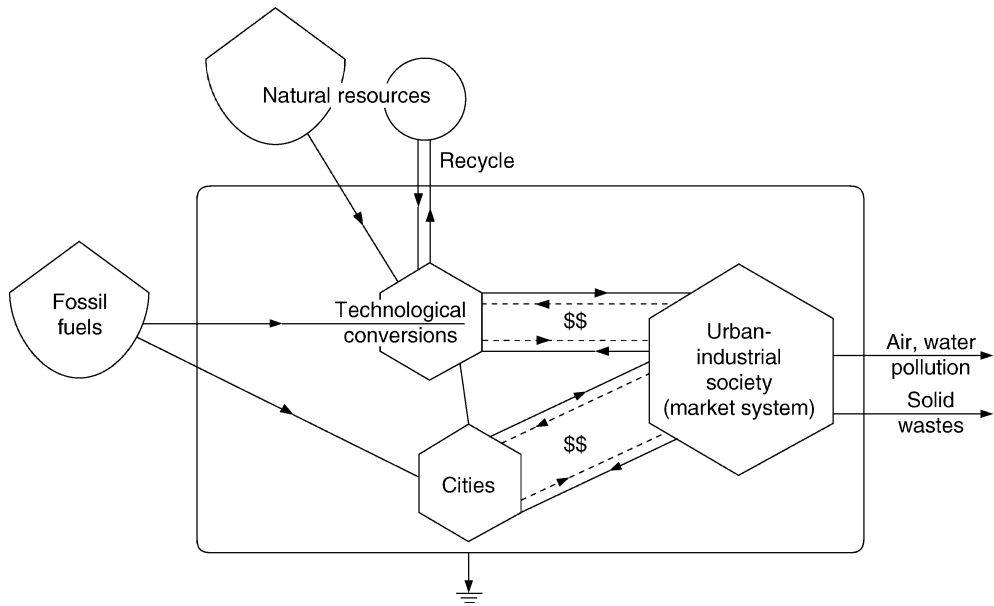 Natural resources
Recycle
Fossil
fuels
Technological
conversions
$$
Urban-
industrial
society
(market system)
Air, water
pollution
Solid
wastes
$$
Cities